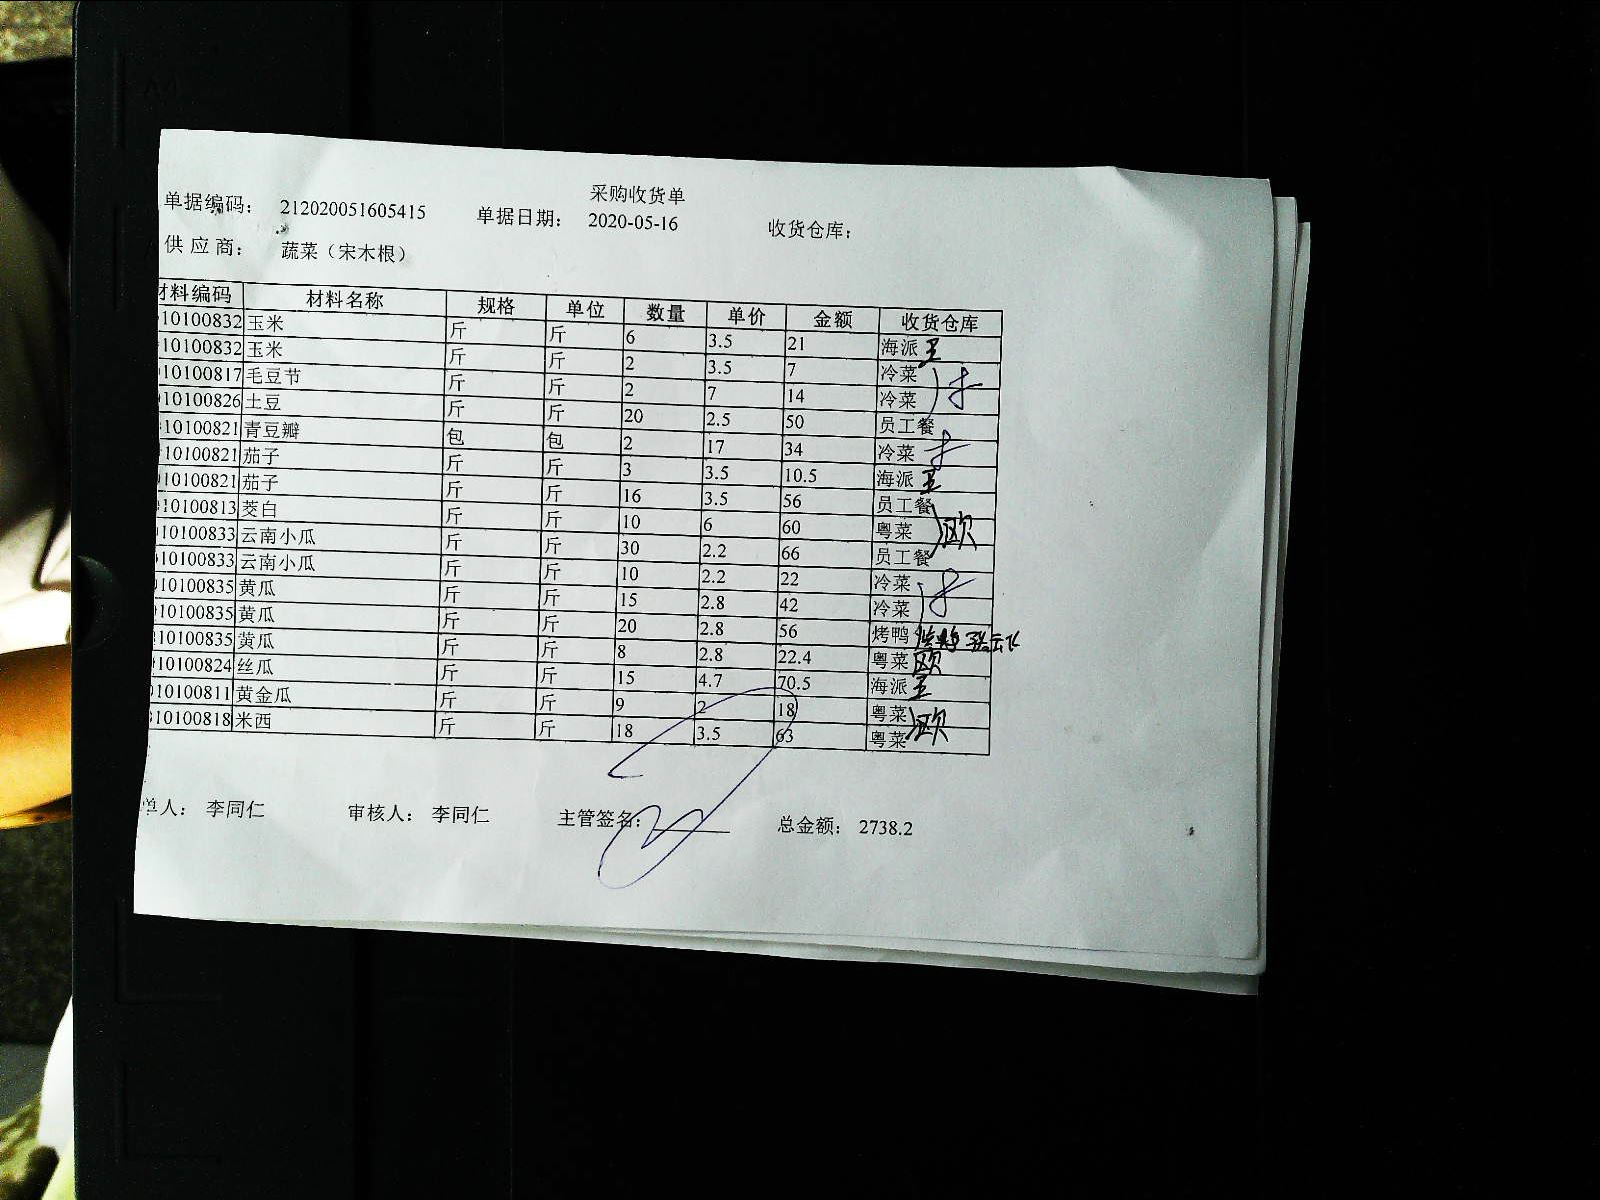 采购收货单
单据编码： 212020051605415 单据日期： 2020-05-16 收货仓库：
供应商： 蔬菜（宋木根）
材料编码 材料名称 规格 单位 数量 单价 金额 收货仓库
10100832 玉米 斤 斤 6 3.5 21 海派 王
10100832 玉米 斤 斤 2 3.5 7 冷菜
10100817 毛豆节 斤 斤 2 7 14 冷菜
10100826 土豆 斤 斤 20 2.5 50 员工餐
10100821 青豆瓣 包 包 2 17 34 冷菜
10100821 茄子 斤 斤 3 3.5 10.5 海派 王
10100821 茄子 斤 斤 16 3.5 56 员工餐
10100813 茭白 斤 斤 10 6 60 粤菜 欧
10100833 云南小瓜 斤 斤 30 2.2 66 员工餐
10100833 云南小瓜 斤 斤 10 2.2 22 冷菜
10100835 黄瓜 斤 斤 15 2.8 42 冷菜
10100835 黄瓜 斤 斤 20 2.8 56 烤鸭
10100835 黄瓜 斤 斤 8 2.8 22.4 粤菜 欧
10100824 丝瓜 斤 斤 15 4.7 70.5 海派 王
10100811 黄金瓜 斤 斤 9 2 18 粤菜 欧
10100818 米西 斤 斤 18 3.5 63 粤菜
单人： 李同仁 审核人： 李同仁 主管签名： 总金额： 2738.2